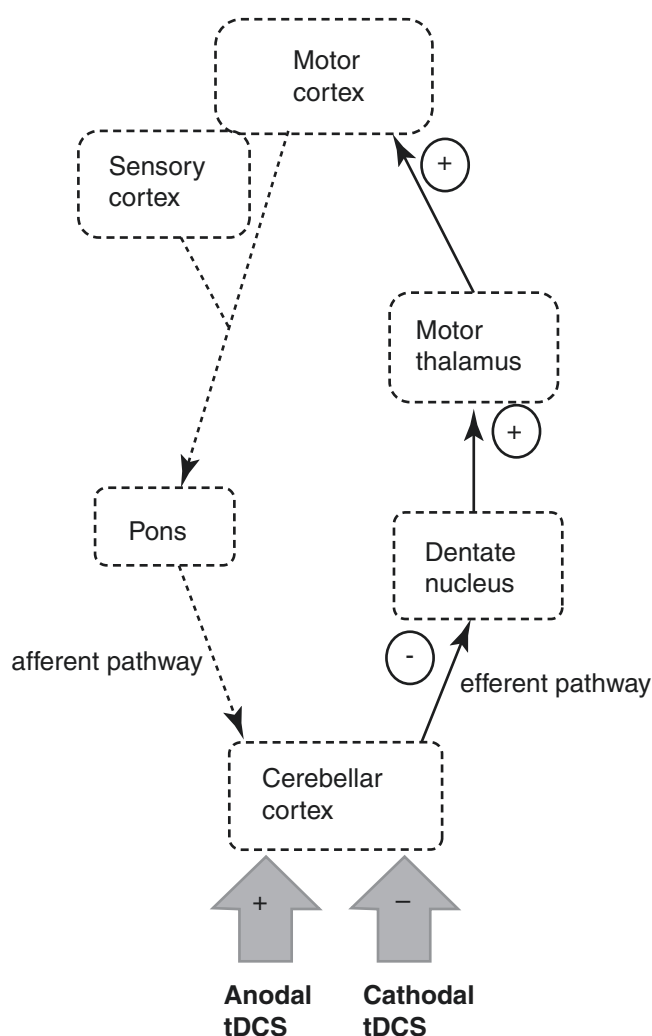 Motor
cortex
Sensory
cortex
+
Motor
thalamus
+
Pons
Dentate
nucleus
afferent pathway
-
efferent pathway
Cerebellar
cortex
+
−
Anodal
tDCS
Cathodal
tDCS